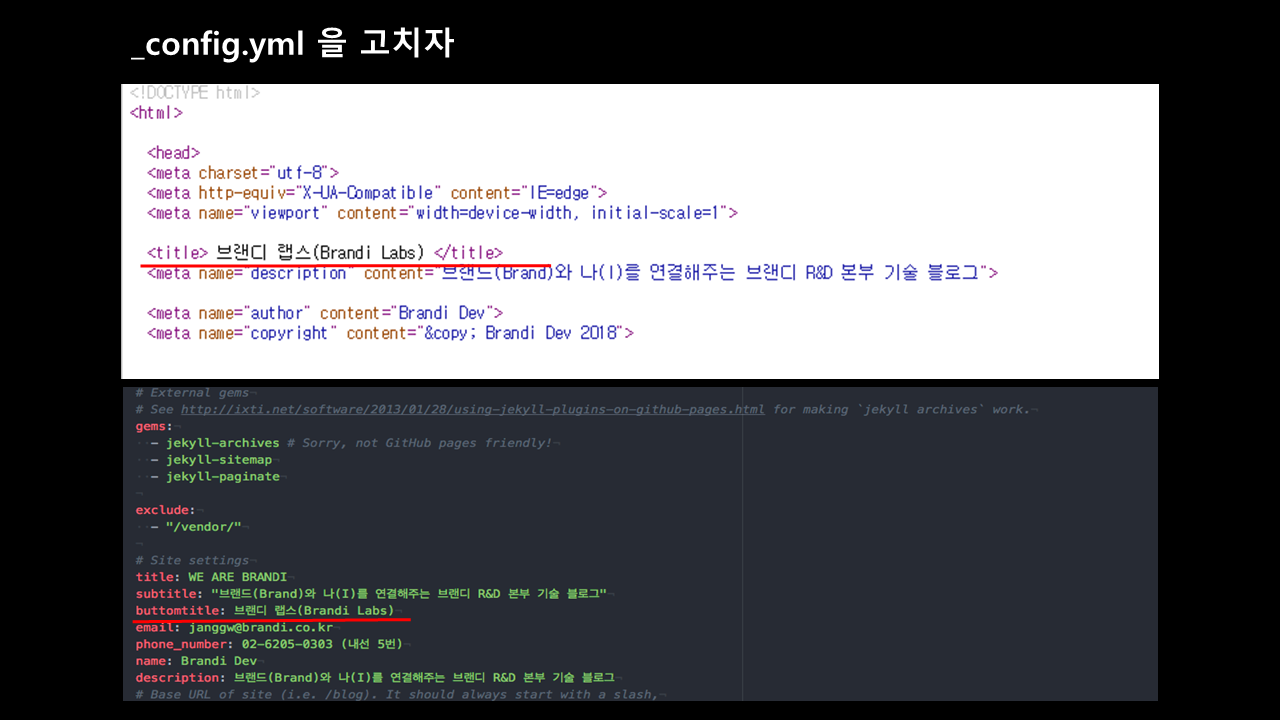 _config.yml 을 고치자
<!DOCTYPE html>
<html>
<head>
<meta charset="utf-8">
<meta http-equiv="X-UA-Compatible" content="IE=edge">
<meta name="viewport" content="width=device-width, initial-scale=1">
<title> 브랜디 랩스(Brandi Labs) </title>
<meta name="description" content="브랜드(Brand)와 나(I)를 연결해주는 브랜디 R&D 본부 기술 블로그">
<meta name="author" content="Brandi Dev">
<meta name="copyright" content="&copy; Brandi Dev 2018">
# External gems¬
# See http://ixti.net/software/2013/01/28/using-jekyll-plugins-on-github-pages.html for making `jekyll archives` work.¬
gems:¬
··- jekyll-archives # Sorry, not GitHub pages friendly!¬
··- jekyll-sitemap¬
··- jekyll-paginate¬
¬
exclude:¬
··- "/vendor/"¬
¬
# Site settings¬
title: WE ARE BRANDI¬
subtitle: "브랜드(Brand)와 나(I)를 연결해주는 브랜디 R&D 본부 기술 블로그"¬
buttomtitle: 브랜디 랩스(Brandi Labs)¬
email: janggw@brandi.co.kr¬
phone_number: 02-6205-0303 (내선 5번)¬
name: Brandi Dev¬
description: 브랜드(Brand)와 나(I)를 연결해주는 브랜디 R&D 본부 기술 블로그¬
# Base URL of site (i.e. /blog). It should always start with a slash,¬